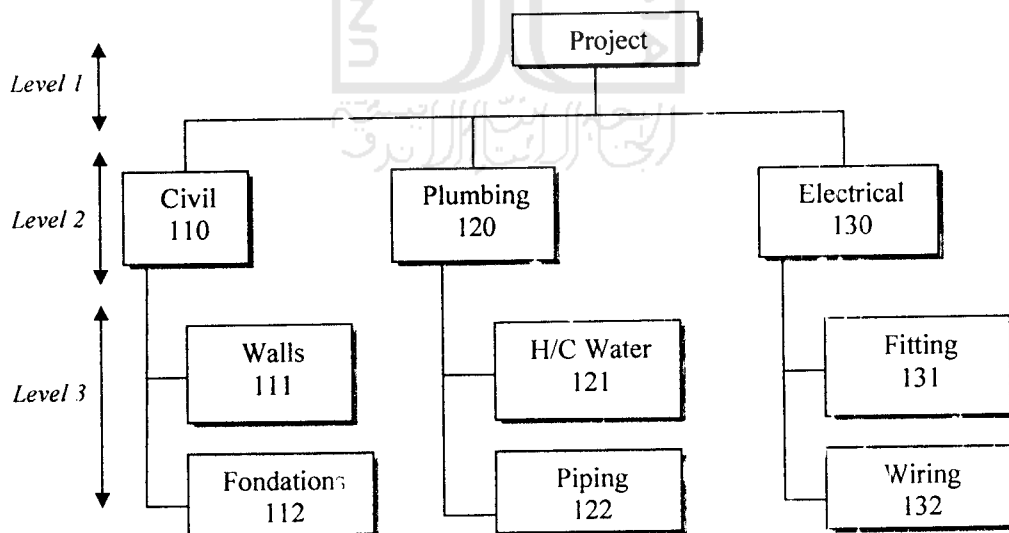 Project
Level 1
Level 2
Civil
110
Plumbing
120
Electrical
130
Level 3
Walls
111
H/C Water
121
Fitting
131
Fondations
112
Piping
122
Wiring
132